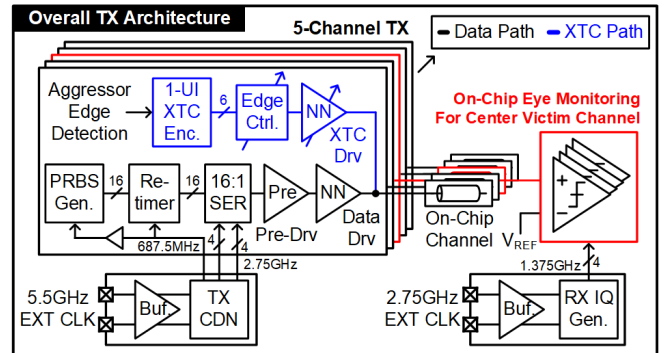 Overall TX Architecture
5-Channel TX
Data Path
XTC Path
Aggressor
Edge
Detection
1-UI
XTC
Enc.
6
Edge
Ctrl.
NN
XTC
Drv
On-Chip Eye Monitoring
For Center Victim Channel
PRBS
Gen.
16
Re-
timer
16
16:1
SER
Pre
Pre-Drv
NN
Data
Drv
On-Chip
Channel
VREF
687.5MHz
4
4
2.75GHz
1.375GHz
4
5.5GHz
EXT CLK
Buf.
TX
CDN
2.75GHz
EXT CLK
Buf.
RX IQ
Gen.